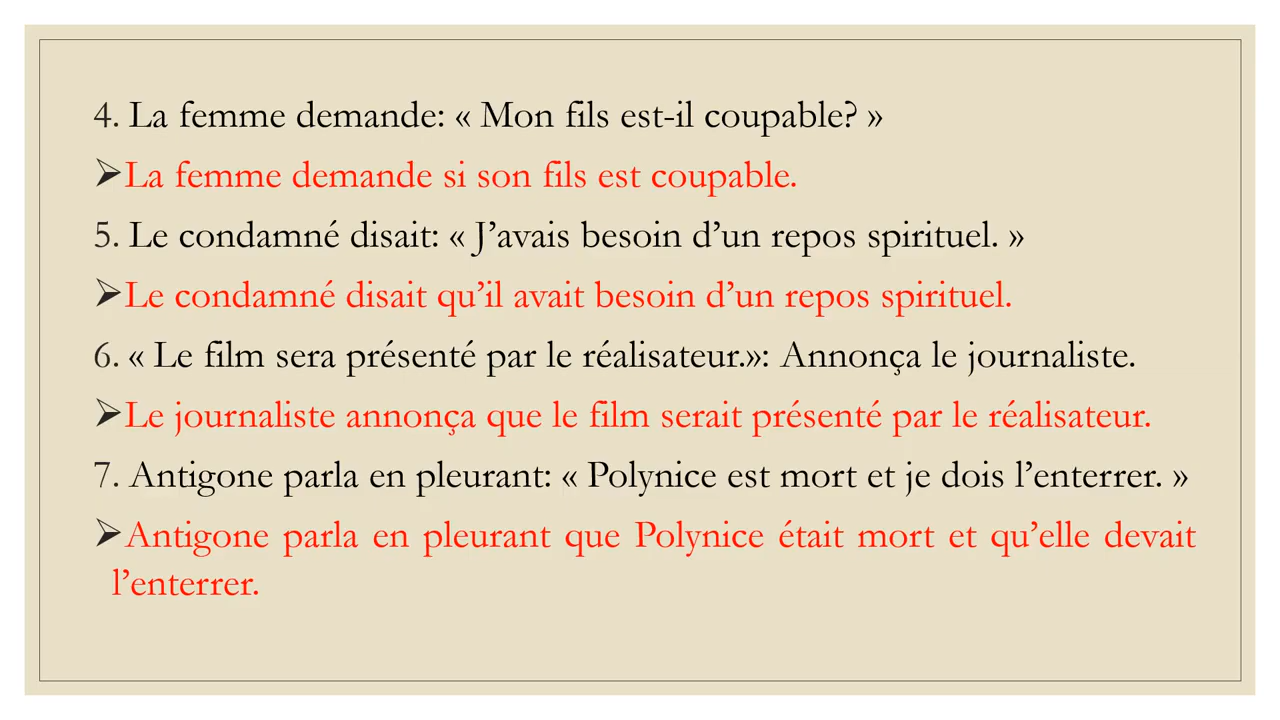 4. La femme demande: « Mon fils est-il coupable? »
➢La femme demande si son fils est coupable.
5. Le condamné disait: « J’avais besoin d’un repos spirituel. »
➢Le condamné disait qu’il avait besoin d’un repos spirituel.
6. « Le film sera présenté par le réalisateur.»: Annonça le journaliste.
➢Le journaliste annonça que le film serait présenté par le réalisateur.
7. Antigone parla en pleurant: « Polynice est mort et je dois l’enterrer. »
➢Antigone parla en pleurant que Polynice était mort et qu’elle devait
l’enterrer.